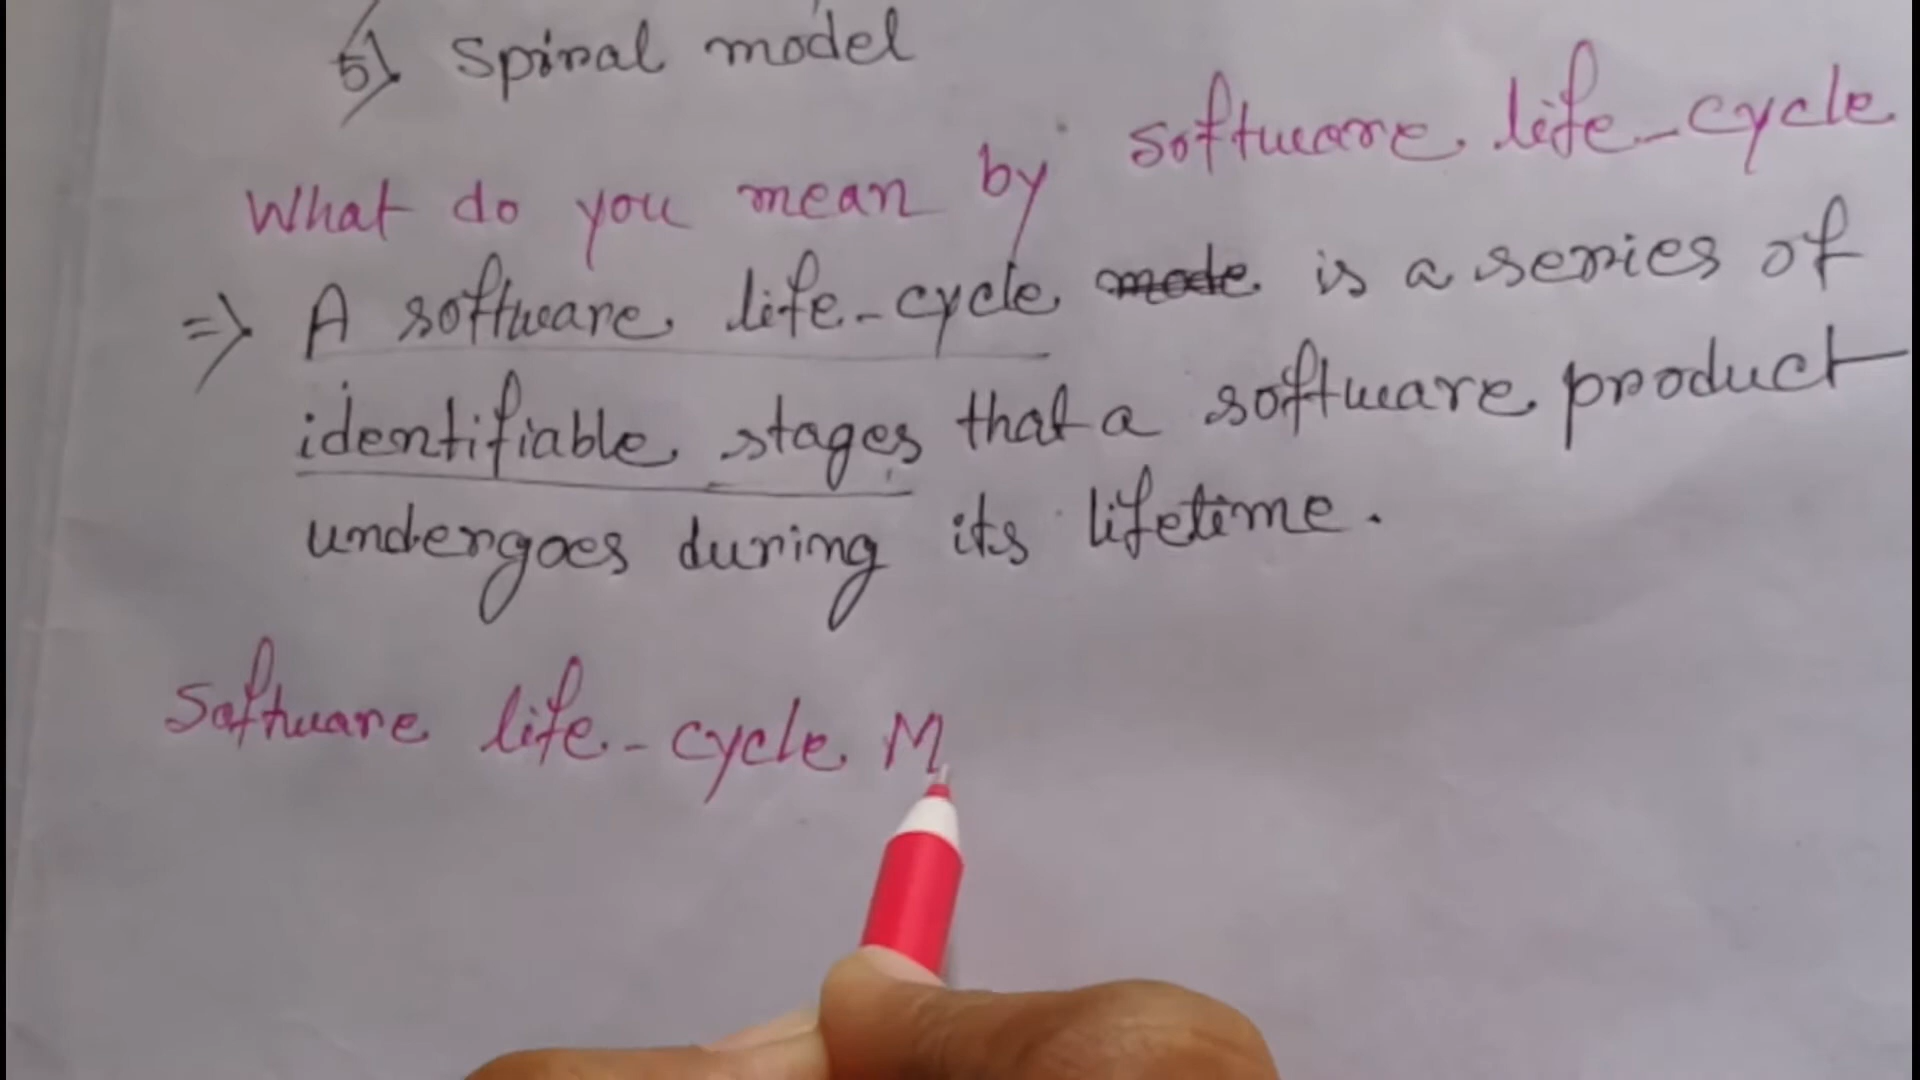 5) Spiral model
What do you mean by software life-cycle
=> A software life-cycle is a series of
identifiable stages that a software product
undergoes during its lifetime.
Software life-cycle M